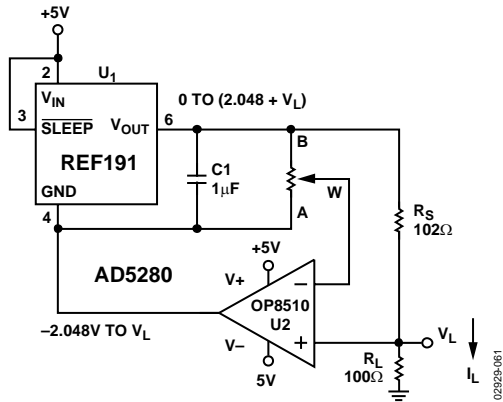 +5V
2
U1
VIN
3
SLEEP
VOUT
6
0 TO (2.048 + VL)
REF191
GND
4
C1
1μF
B
W
A
RS
102Ω
AD5280
+5V
V+
OP8510
U2
–
+
V–
5V
–2.048V TO VL
VL
RL
100Ω
IL
02929-061